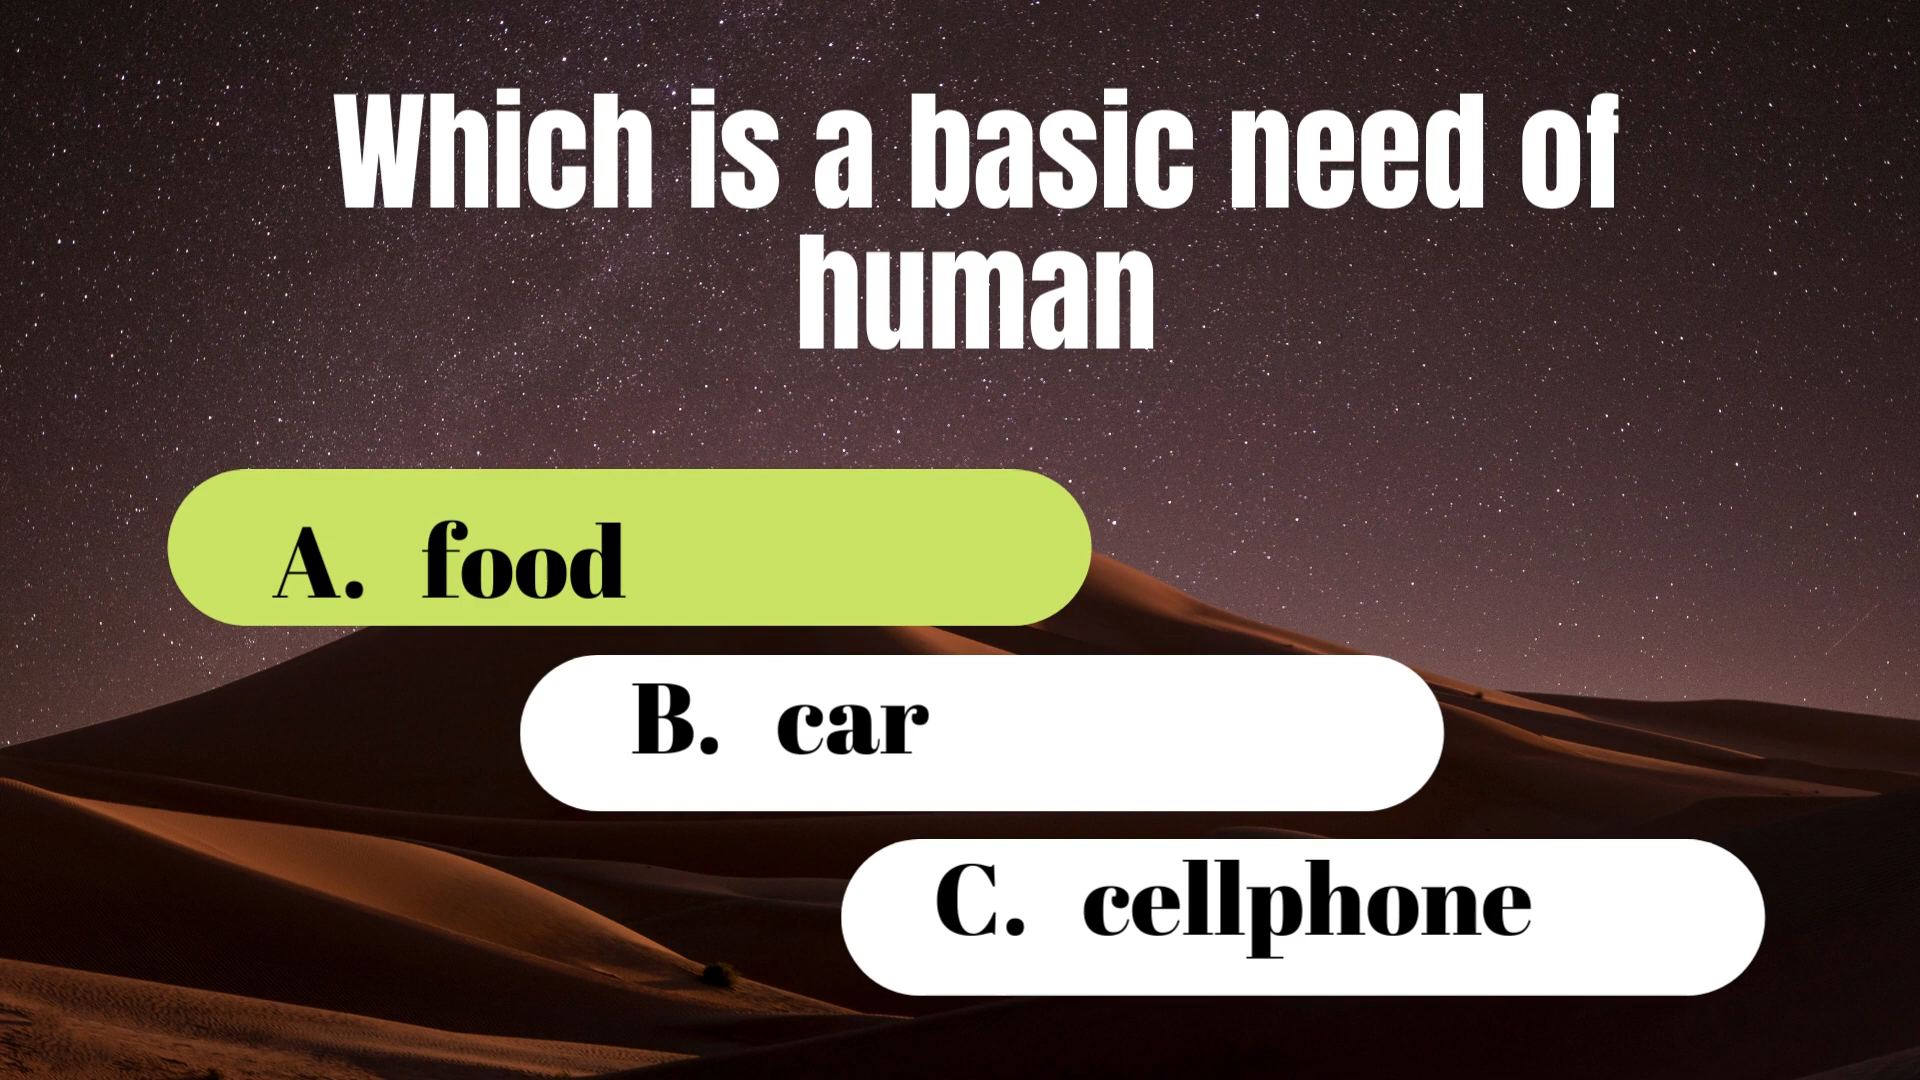 Which is a basic need of
human
A. food
B. car
C. cellphone